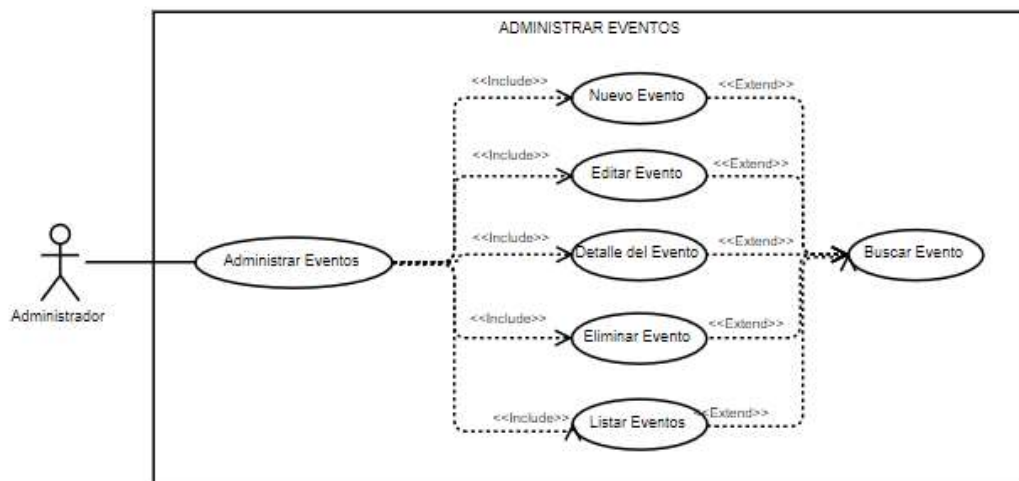 ADMINISTRAR EVENTOS
<<Include>>
Nuevo Evento
<<Extend>>
<<Include>>
Editar Evento
<<Extend>>
<<Include>>
Detalle del Evento
<<Extend>>
Administrar Eventos
Buscar Evento
Administrador
<<Include>>
Eliminar Evento
<<Extend>>
<<Include>>
Listar Eventos
<<Extend>>